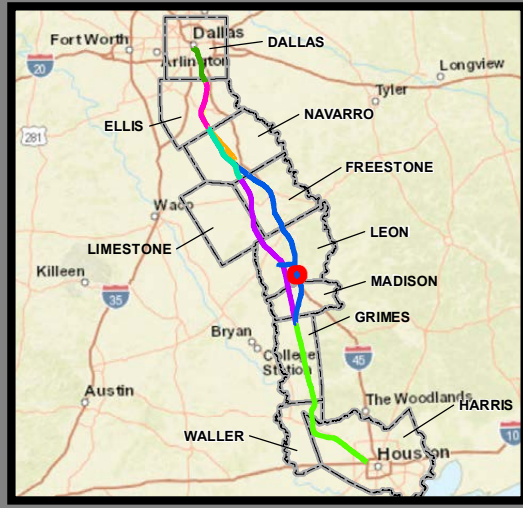 Dallas
DALLAS
Fort Worth
Arlington
Longview
20
Tyler
281
ELLIS
NAVARRO
FREESTONE
Waco
LEON
LIMESTONE
Killeen
MADISON
35
GRIMES
Bryan
College
Station
45
Austin
The Woodlands
HARRIS
WALLER
10
Houston